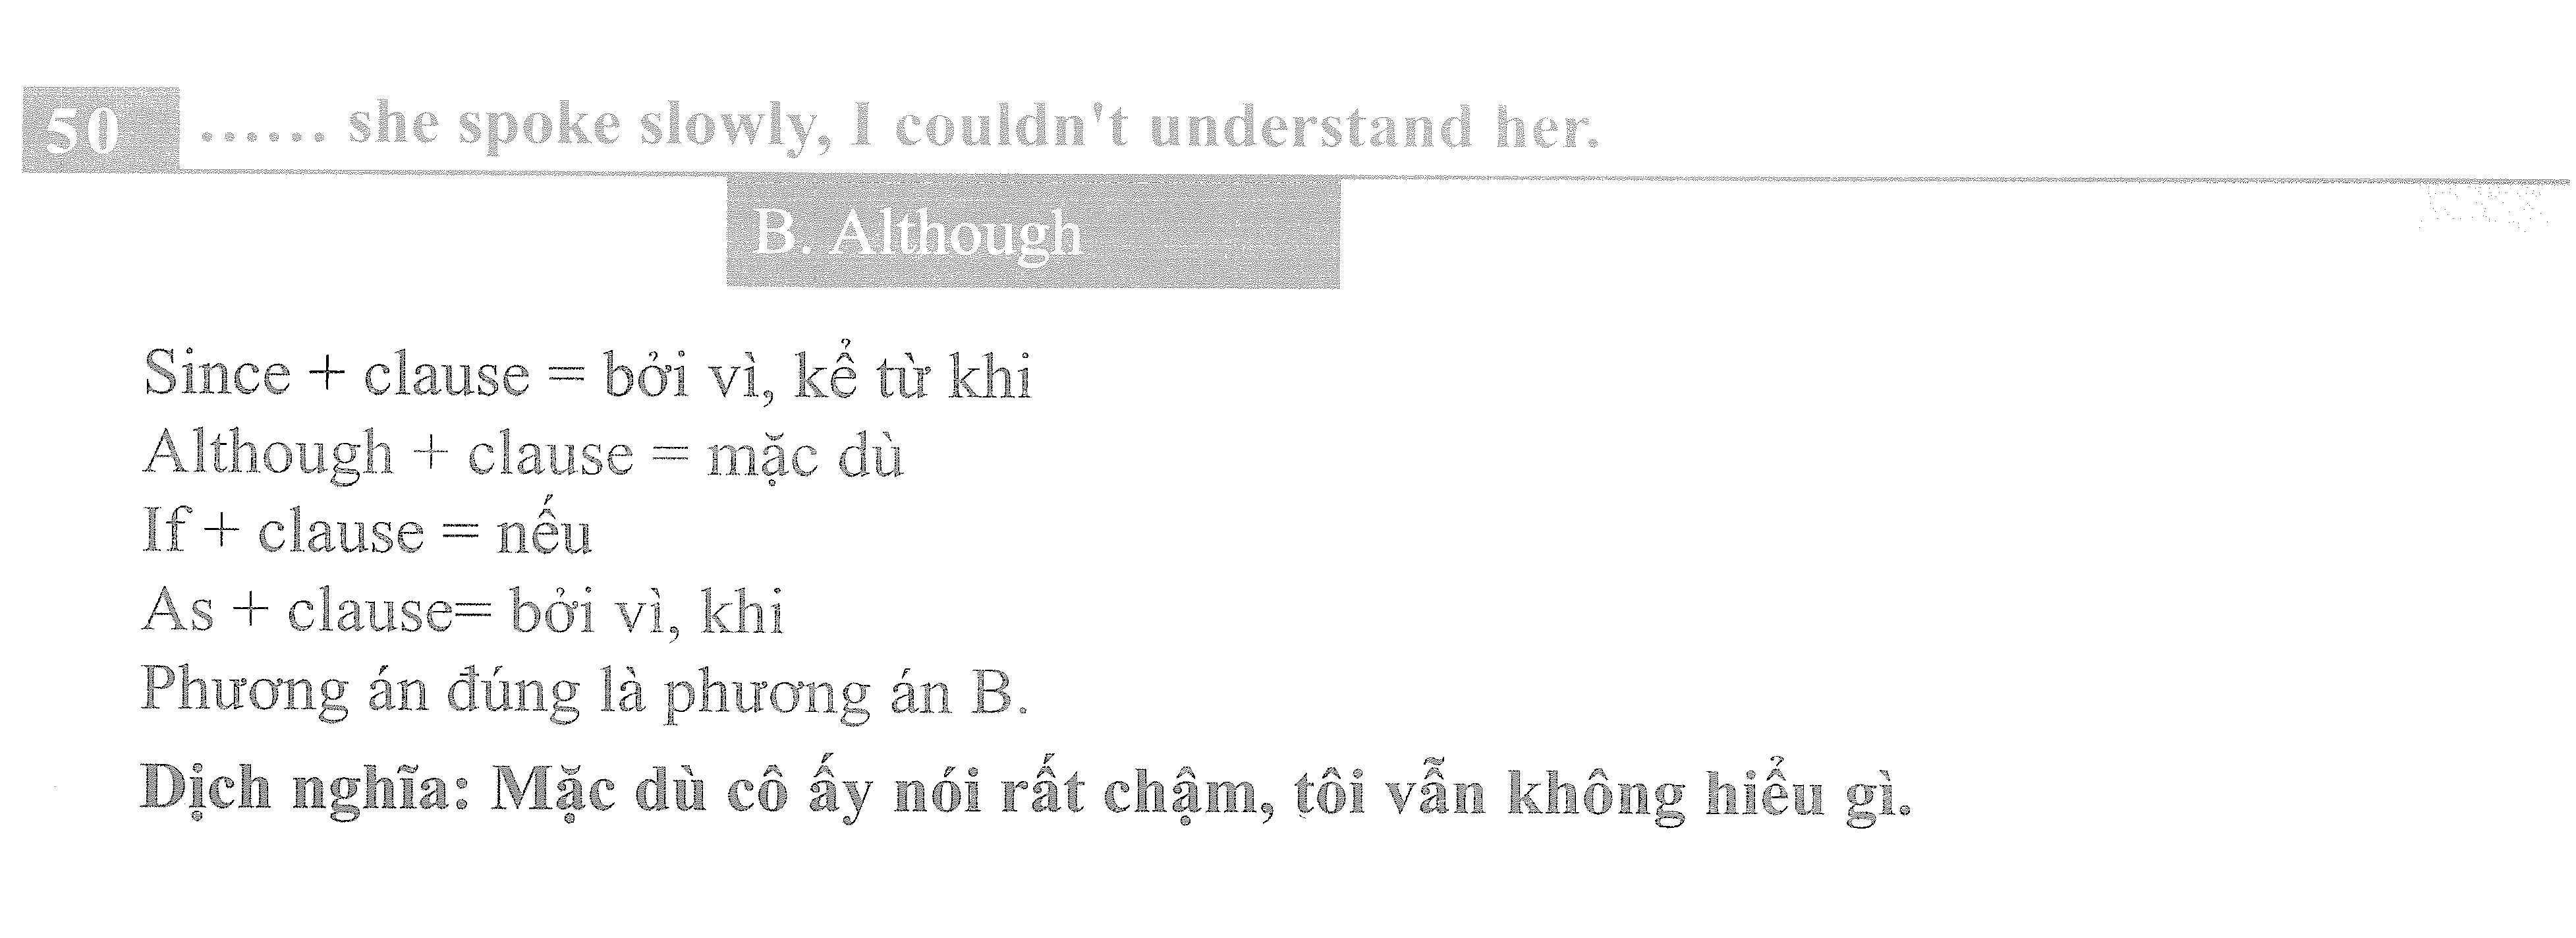 50 ...... she spoke slowly, I couldn't understand her.
B. Although
Since + clause = bởi vì, kể từ khi
Although + clause = mặc dù
If + clause = nếu
As + clause= bởi vì, khi
Phương án đúng là phương án B.
Dịch nghĩa: Mặc dù cô ấy nói rất chậm, tôi vẫn không hiểu gì.